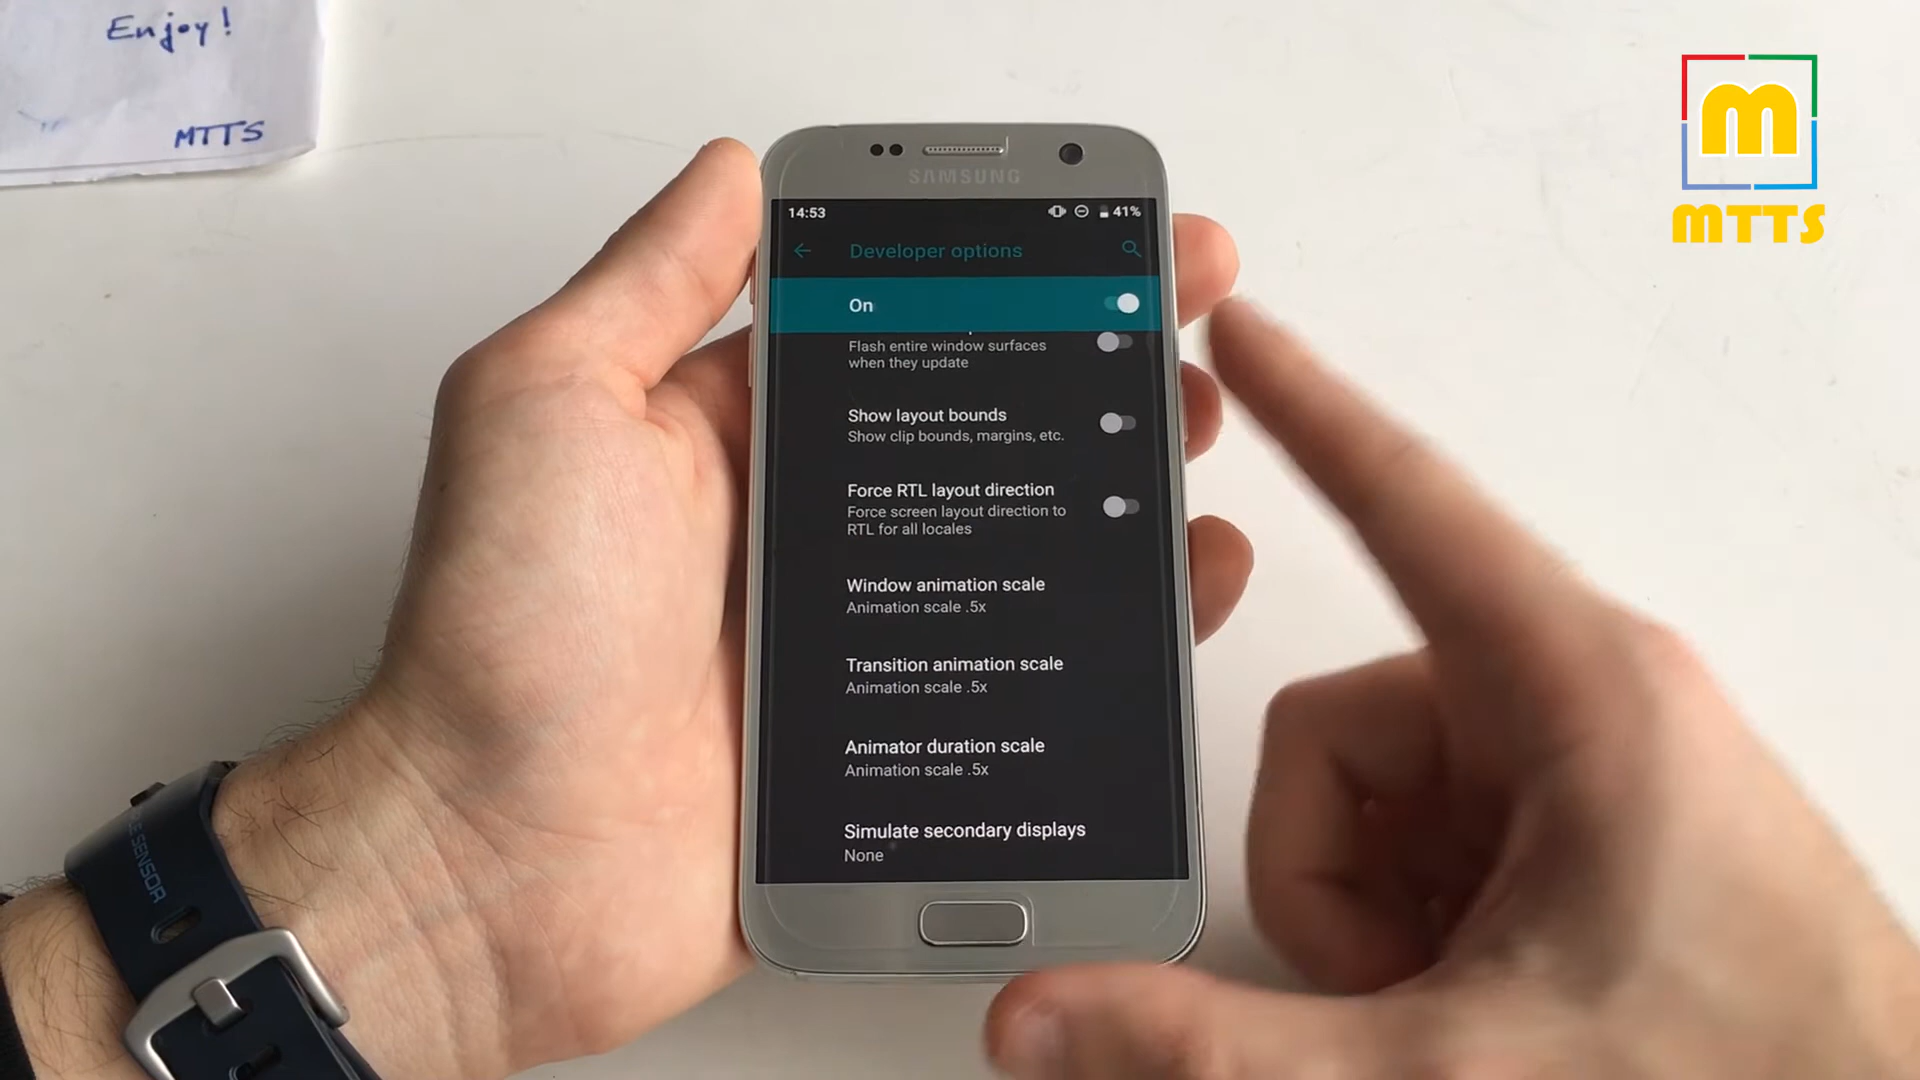 Enjoy!
MTTS
m
MTTS
SAMSUNG
14:53
41%
Developer options
On
Flash entire window surfaces
when they update
Show layout bounds
Show clip bounds, margins, etc.
Force RTL layout direction
Force screen layout direction to
RTL for all locales
Window animation scale
Animation scale .5x
Transition animation scale
Animation scale .5x
Animator duration scale
Animation scale .5x
Simulate secondary displays
None
SENSOR